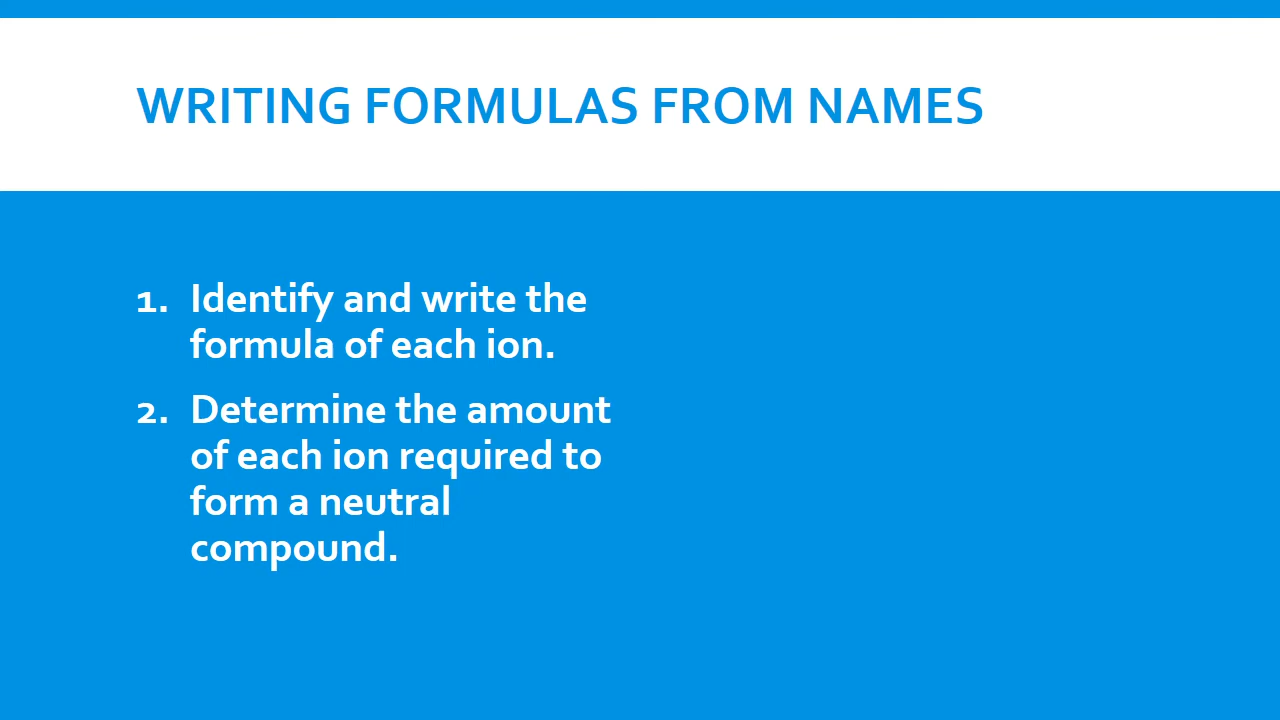 WRITING FORMULAS FROM NAMES
1. Identify and write the
formula of each ion.
2. Determine the amount
of each ion required to
form a neutral
compound.